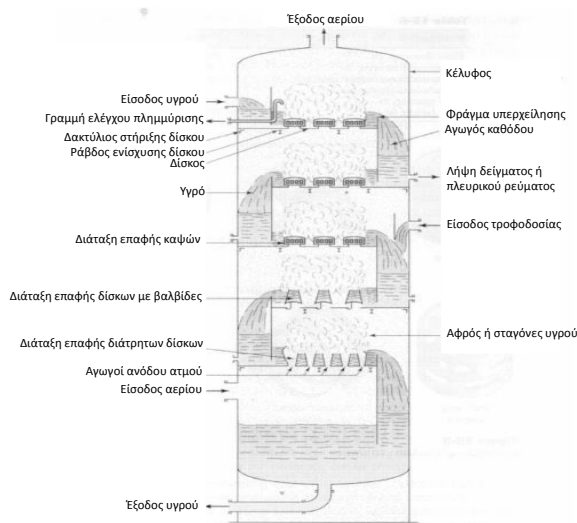 Έξοδος αερίου
Κέλυφος
Είσοδος υγρού
Γραμμή ελέγχου πλημμύρισης
Δακτύλιος στήριξης δίσκου
Ράβδος ενίσχυσης δίσκου
Δίσκος
Φράγμα υπερχείλησης
Αγωγός καθόδου
Υγρό
Λήψη δείγματος ή
πλευρικού ρεύματος
Είσοδος τροφοδοσίας
Διάταξη επαφής καψών
Διάταξη επαφής δίσκων με βαλβίδες
Αφρός ή σταγόνες υγρού
Διάταξη επαφής διάτρητων δίσκων
Αγωγοί ανόδου ατμού
Είσοδος αερίου
Έξοδος υγρού